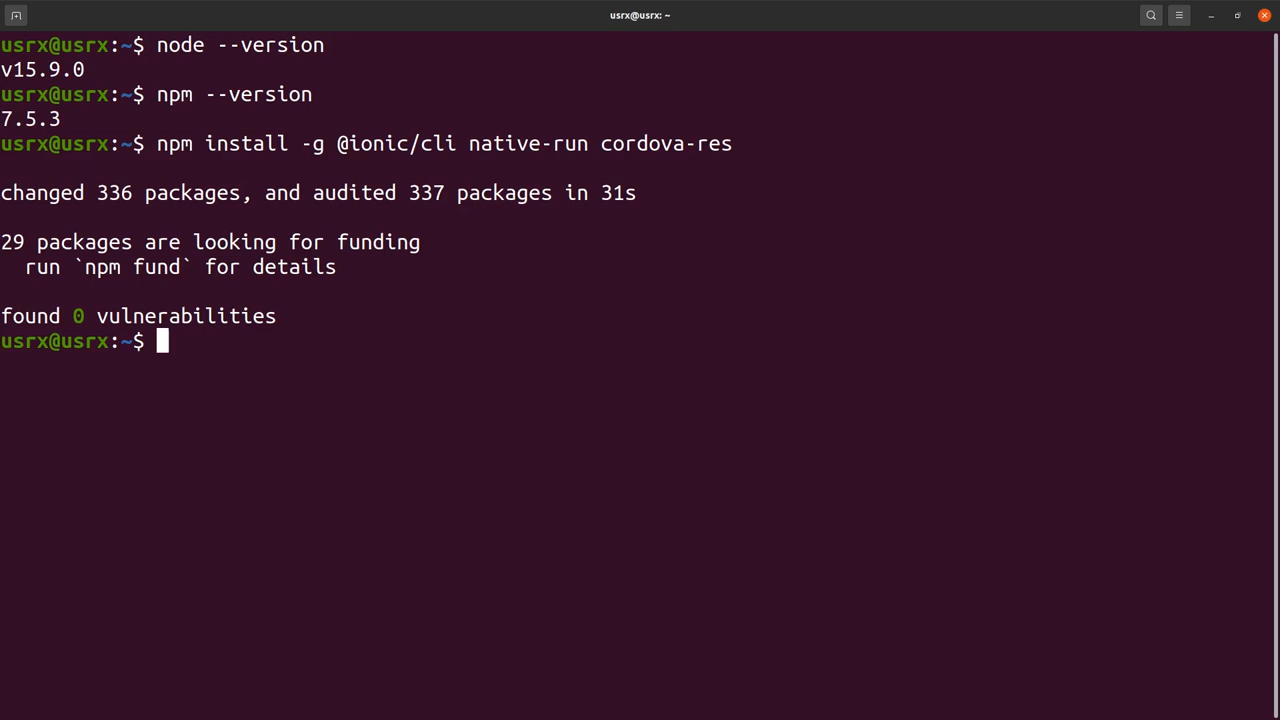 usrx@usrx: ~
usrx@usrx:~$ node --version
v15.9.0
usrx@usrx:~$ npm --version
7.5.3
usrx@usrx:~$ npm install -g @ionic/cli native-run cordova-res
changed 336 packages, and audited 337 packages in 31s
29 packages are looking for funding
  run `npm fund` for details
found 0 vulnerabilities
usrx@usrx:~$